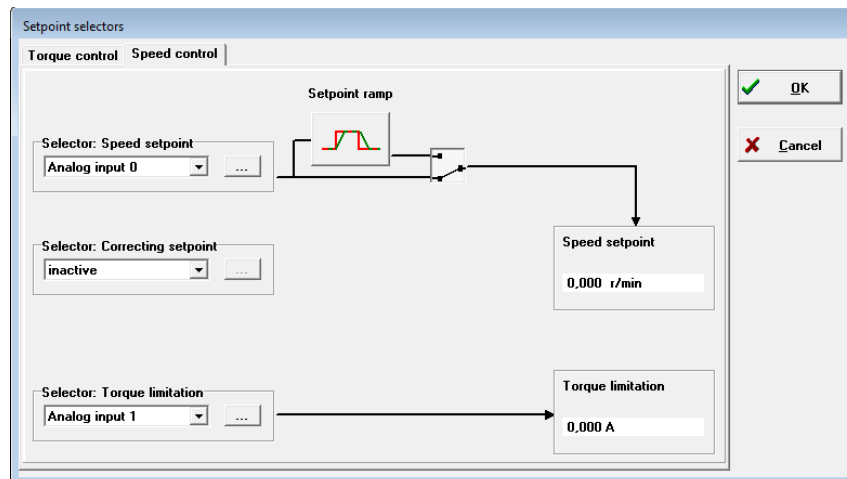 Setpoint selectors
Torque control
Speed control
OK
Cancel
Setpoint ramp
Selector: Speed setpoint
Analog input 0
...
Selector: Correcting setpoint
inactive
...
Speed setpoint
0,000 r/min
Selector: Torque limitation
Analog input 1
...
Torque limitation
0,000 A